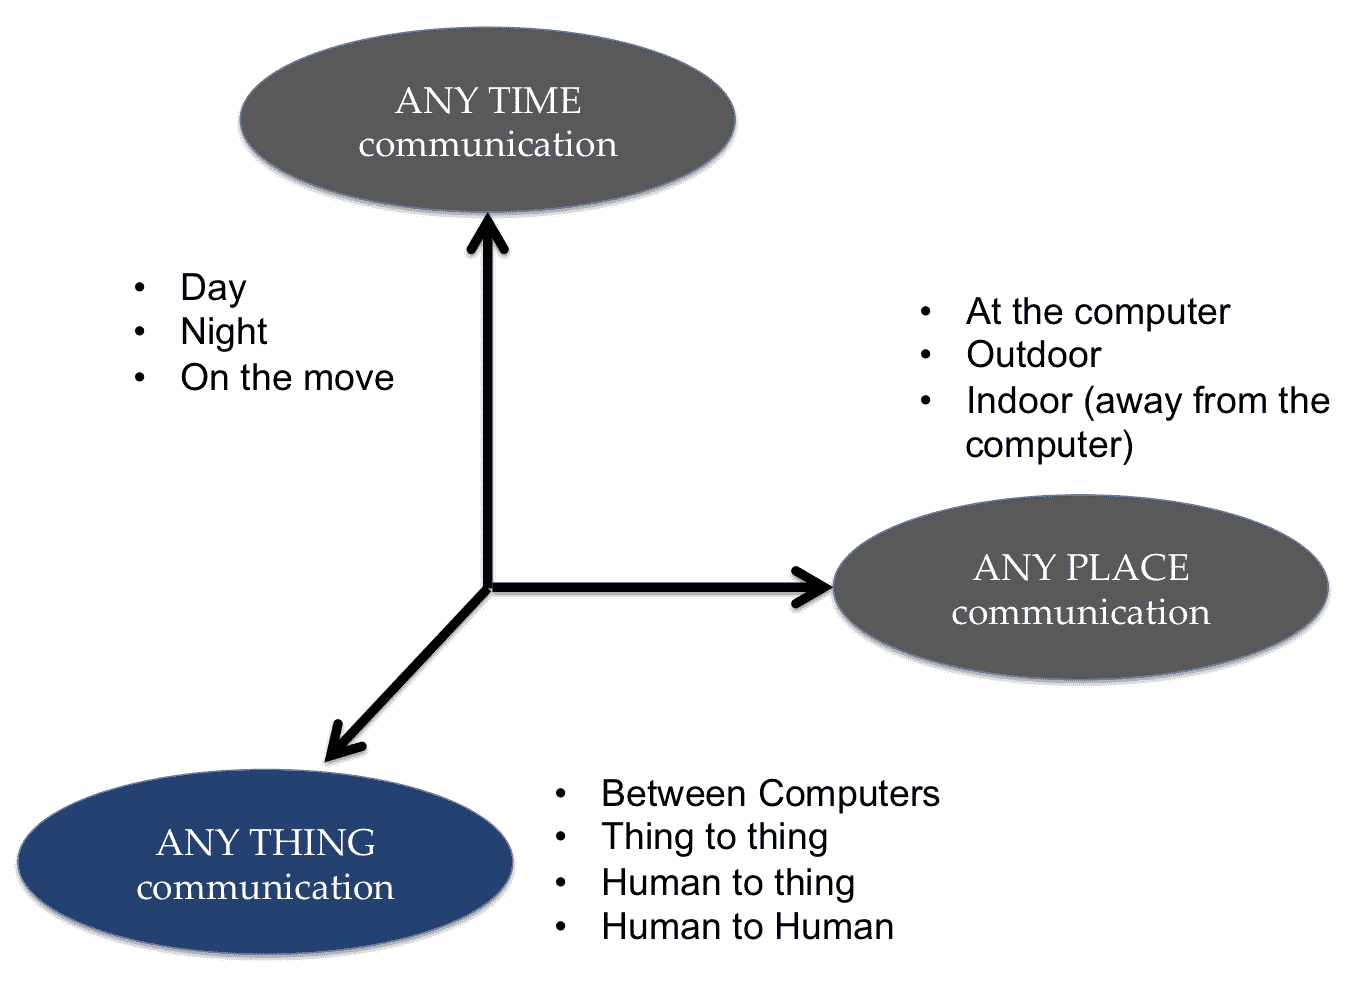 ANY TIME
communication
• Day
• Night
• On the move
• At the computer
• Outdoor
• Indoor (away from the
computer)
ANY PLACE
communication
ANY THING
communication
• Between Computers
• Thing to thing
• Human to thing
• Human to Human